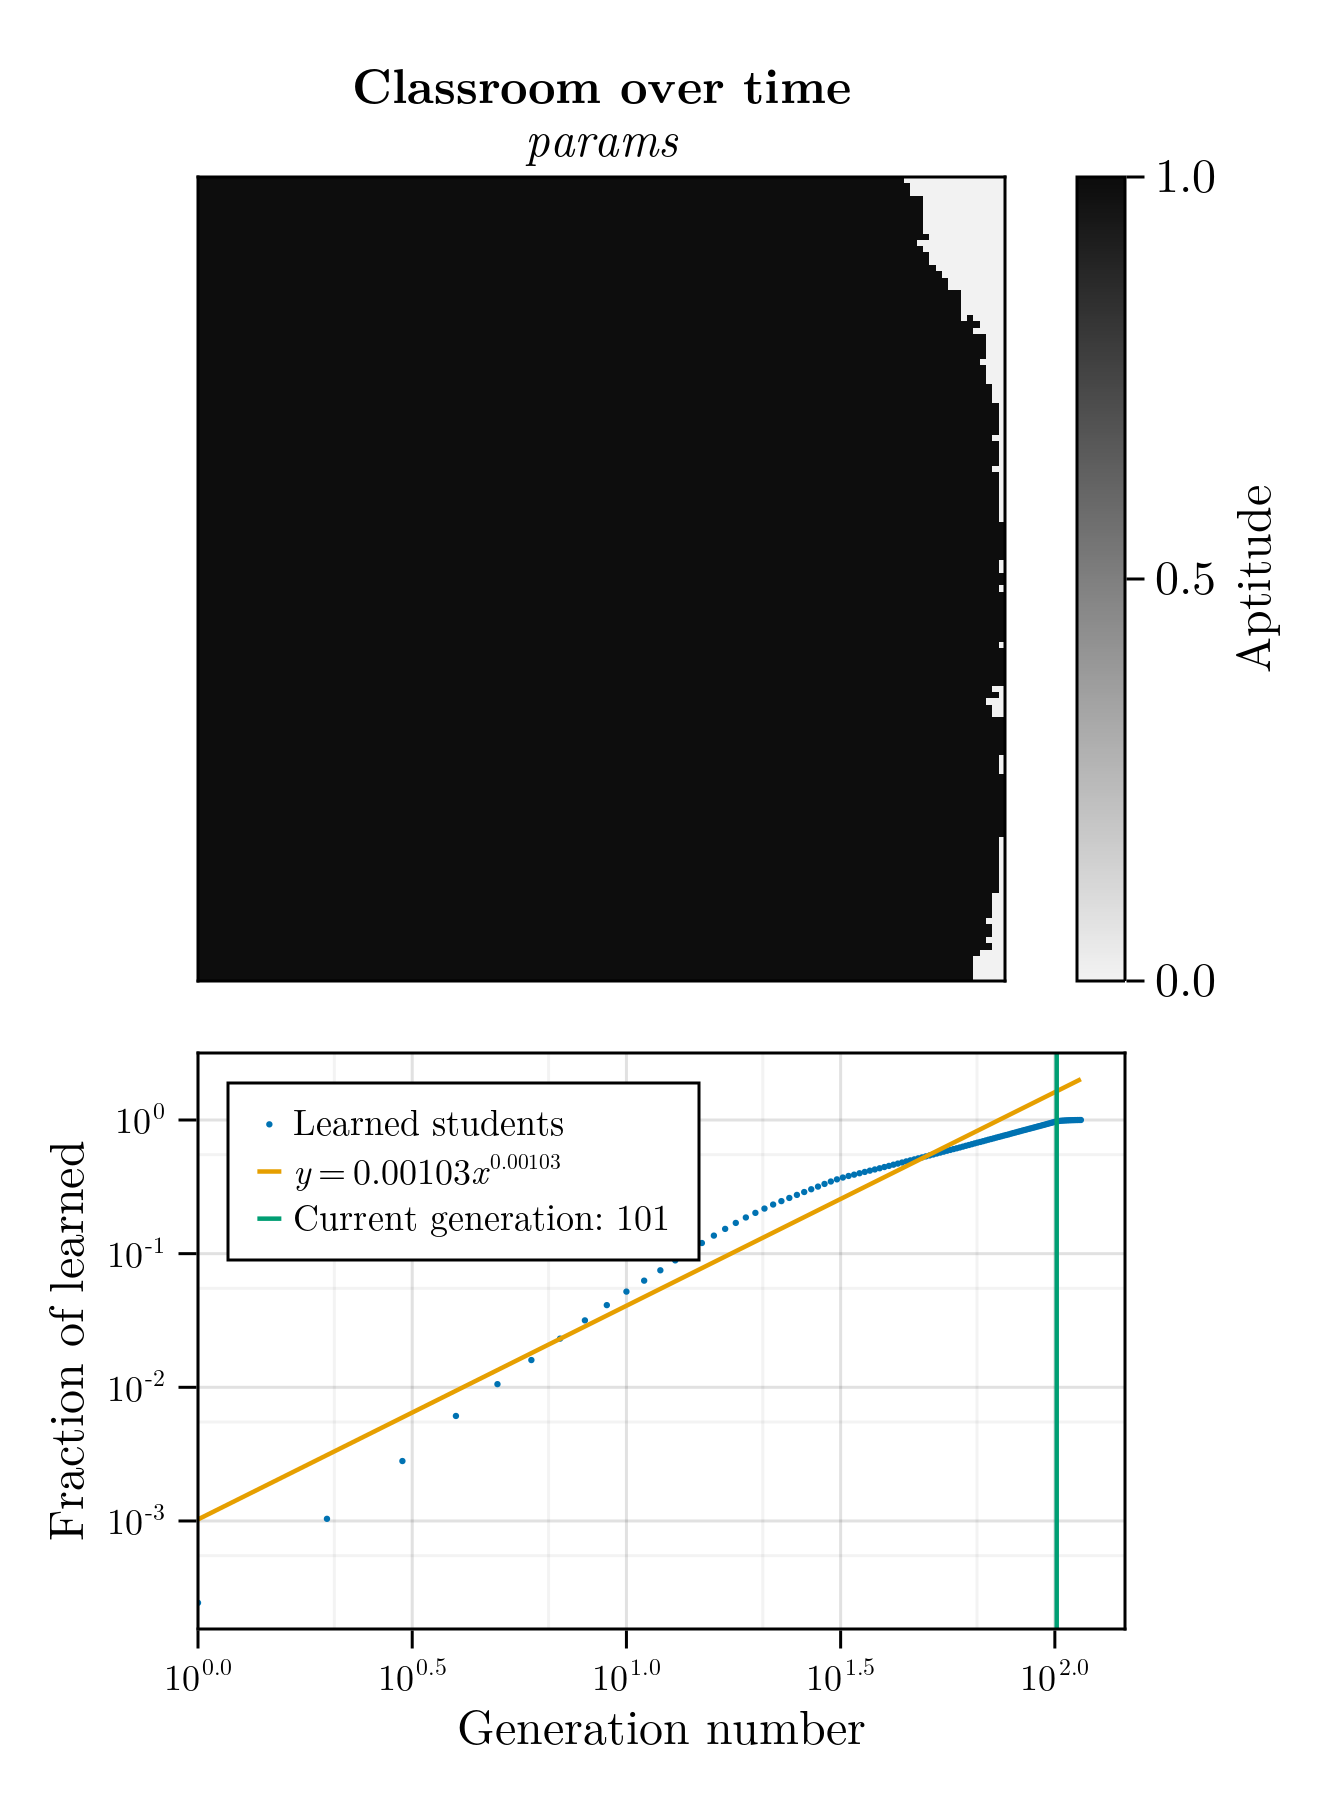 Classroom over time
params
1.0
0.5
0.0
Aptitude
Learned students
y = 0.00103x^0.00103
Current generation: 101
10^0
10^-1
10^-2
10^-3
Fraction of learned
10^0.0 10^0.5 10^1.0 10^1.5 10^2.0
Generation number